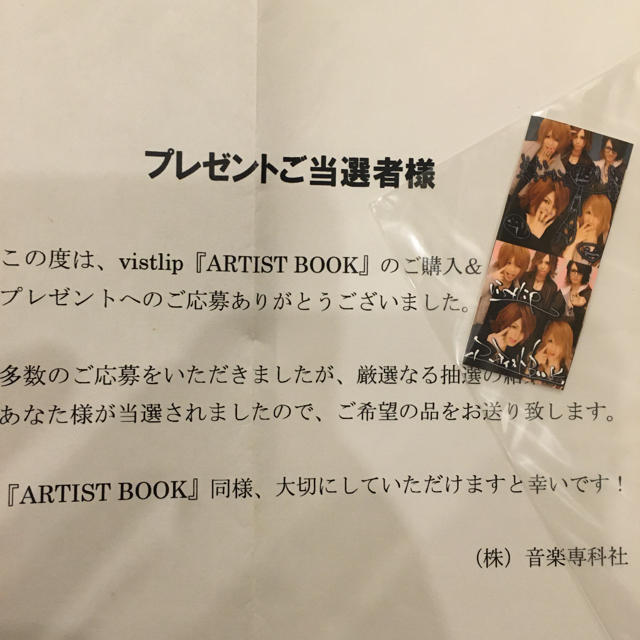 プレゼントご当選者様
この度は、vistlip『ARTIST BOOK』のご購入＆
プレゼントへのご応募ありがとうございました。
多数のご応募をいただきましたが、厳選なる抽選の結
あなた様が当選されましたので、ご希望の品をお送り致します。
『ARTIST BOOK』同様、大切にしていただけますと幸いです！
（株）音楽専科社
vistlip